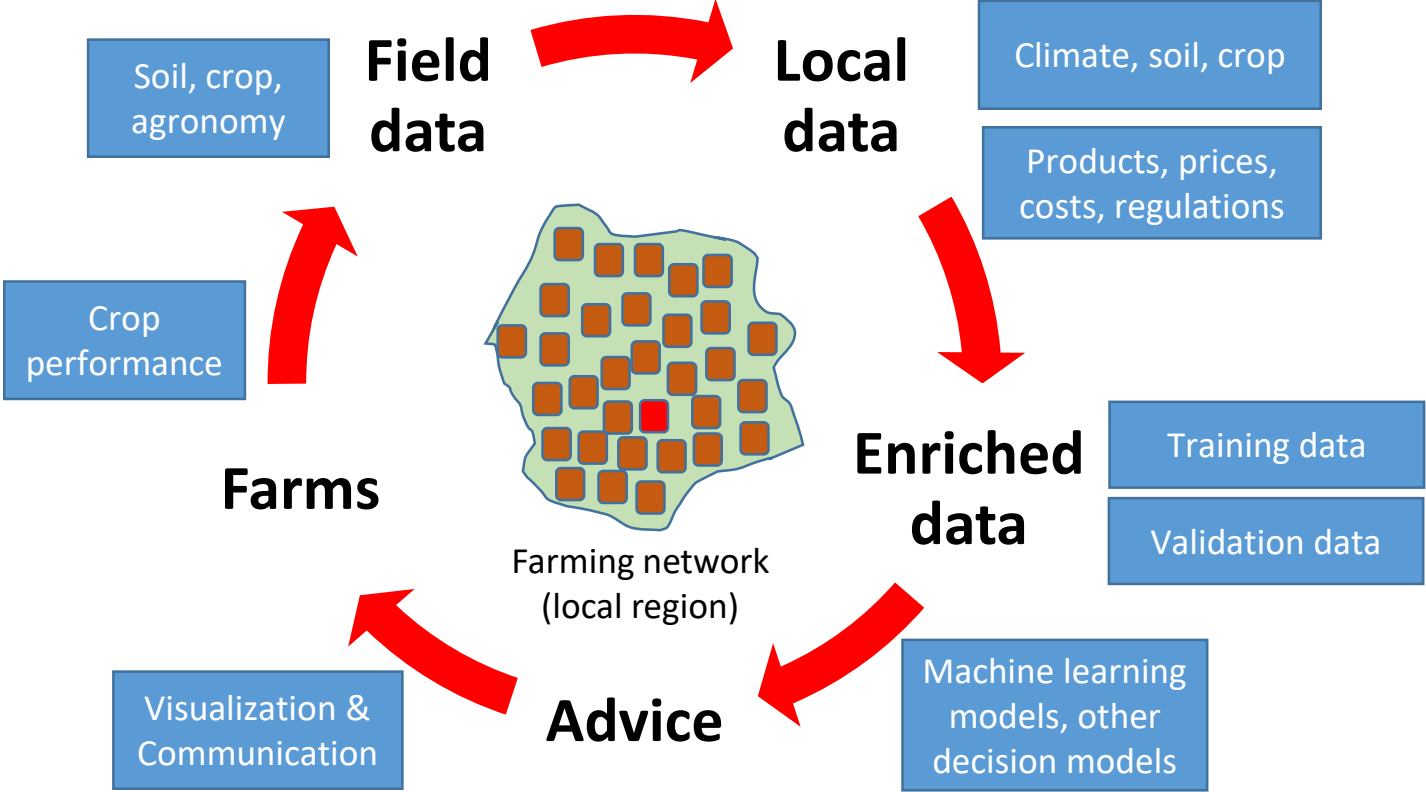 Field
data
Local
data
Soil, crop,
agronomy
Climate, soil, crop
Products, prices,
costs, regulations
Crop
performance
Farms
Enriched
data
Training data
Validation data
Farming network
(local region)
Advice
Visualization &
Communication
Machine learning
models, other
decision models